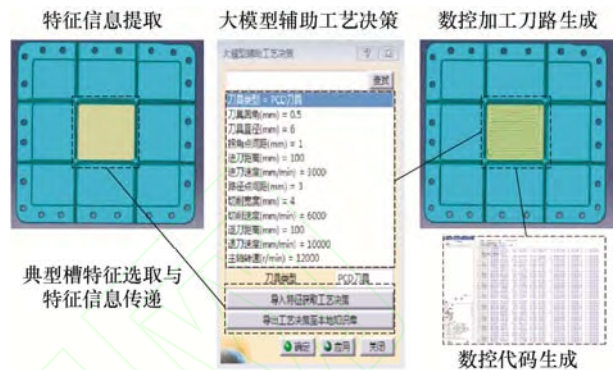 特征信息提取
大模型辅助工艺决策
数控加工刀路生成
大模型辅助工艺决策
查找
刀具类型 = PCD刀具
刀具圆角(mm) = 0.5
刀具直径(mm) = 6
拐角点间距(mm) = 1
进刀距离(mm) = 100
进刀速度(mm/min) = 1000
路径点间距(mm) = 3
切削宽度(mm) = 4
切削速度(mm/min) = 6000
退刀距离(mm) = 100
退刀速度(mm/min) = 10000
主轴转速(r/min) = 12000
刀具类型 PCD刀具
导入特征获取工艺决策
导出工艺决策至本地知识库
确定 应用 关闭
典型槽特征选取与
特征信息传递
数控代码生成